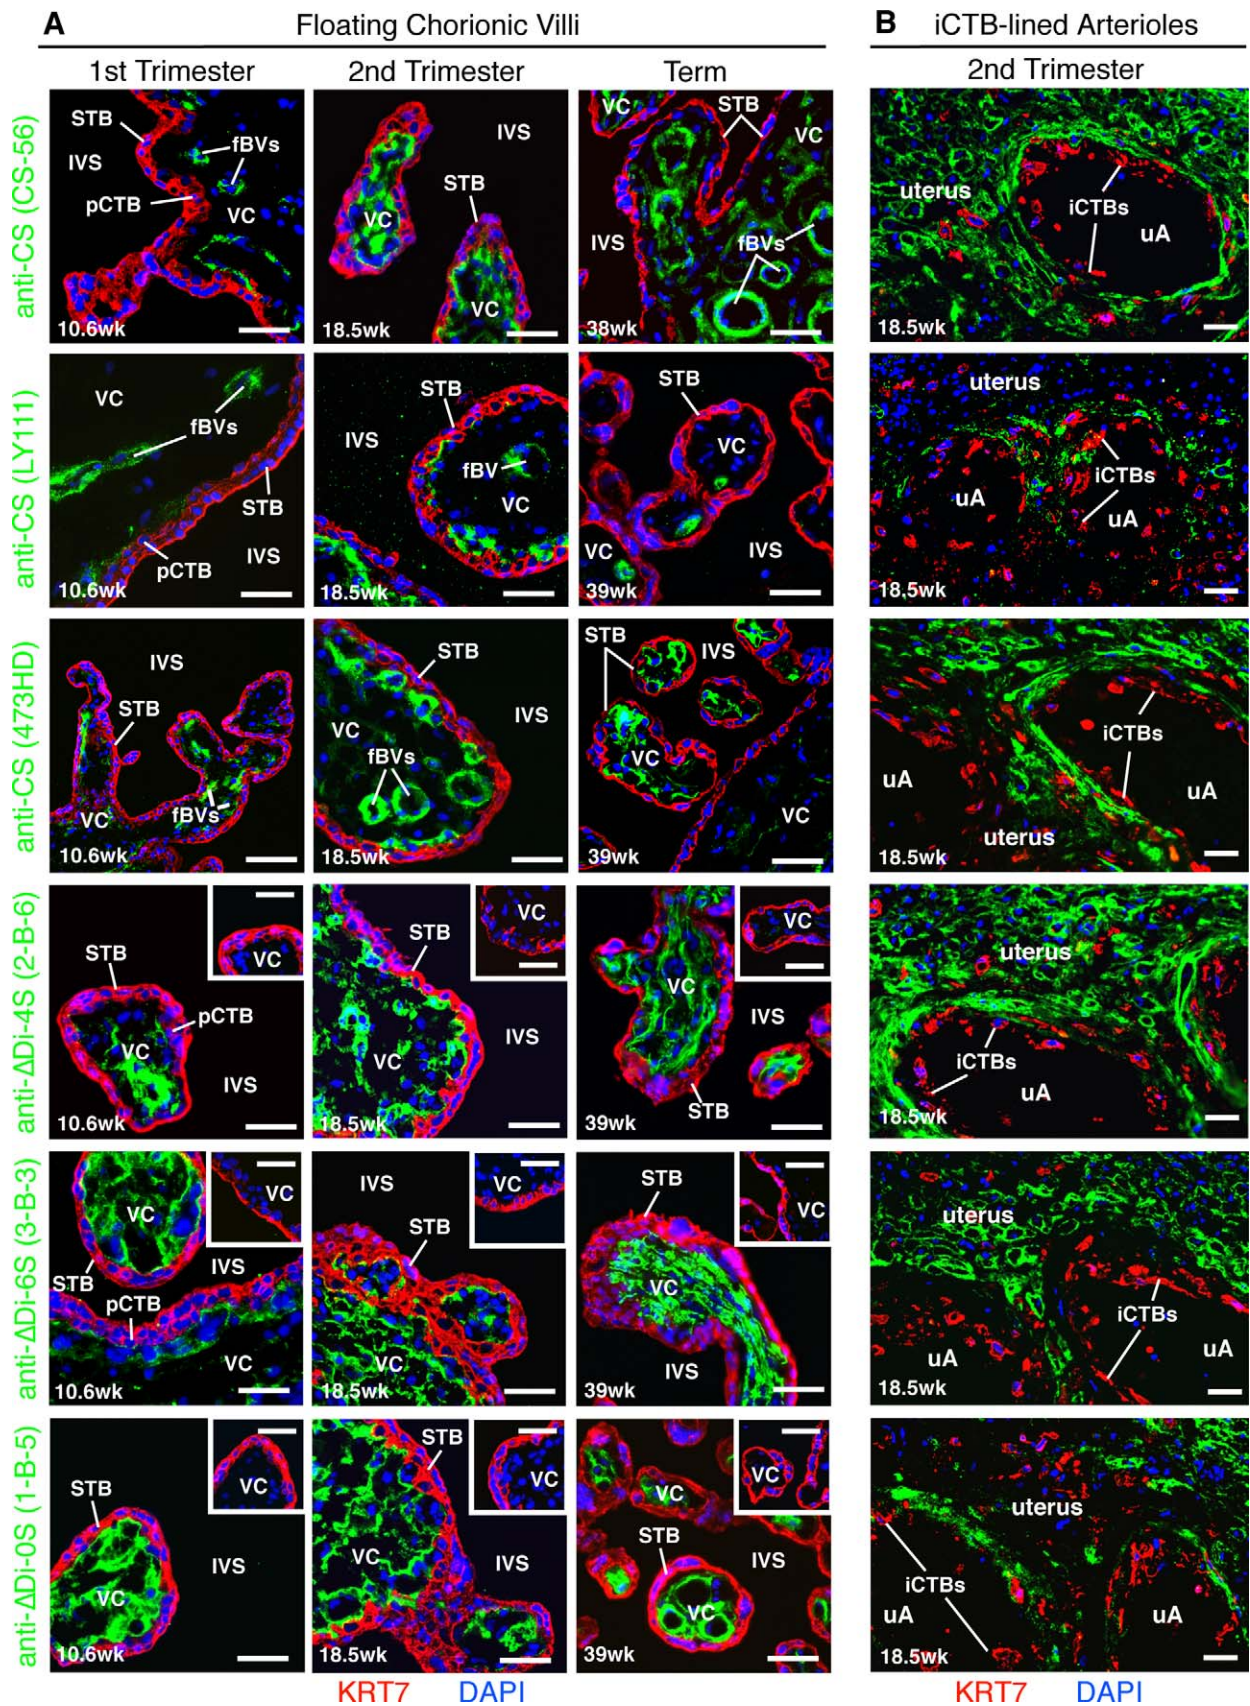 A Floating Chorionic Villi
B iCTB-lined Arterioles
1st Trimester 2nd Trimester Term
2nd Trimester
anti-CS (CS-56)
STB
IVS
fBVs
pCTB
VC
10.6wk
IVS
STB
VC
VC
18.5wk
VC
STB
VC
IVS
fBVs
38wk
uterus
iCTBs
uA
18.5wk
anti-CS (LY111)
VC
fBVs
STB
pCTB
IVS
10.6wk
STB
IVS
fBV
VC
18.5wk
STB
VC
VC
IVS
39wk
uterus
iCTBs
uA
uA
18.5wk
anti-CS (473HD)
IVS
STB
fBVs
VC
10.6wk
STB
VC
IVS
fBVs
18.5wk
STB
IVS
VC
VC
39wk
iCTBs
uA
uA
uterus
18.5wk
anti-ΔDi-4S (2-B-6)
VC
STB
pCTB
VC
IVS
10.6wk
VC
STB
IVS
VC
18.5wk
VC
VC
IVS
STB
39wk
uterus
iCTBs
uA
18.5wk
anti-ΔDi-6S (3-B-3)
VC
VC
IVS
STB
pCTB
VC
10.6wk
VC
IVS
STB
VC
18.5wk
STB
VC
VC
IVS
39wk
uterus
iCTBs
uA
uA
18.5wk
anti-ΔDi-0S (1-B-5)
VC
STB
IVS
VC
10.6wk
STB
VC
VC
IVS
18.5wk
VC
VC
STB
IVS
VC
39wk
uterus
iCTBs
uA
uA
18.5wk
KRT7 DAPI
KRT7 DAPI